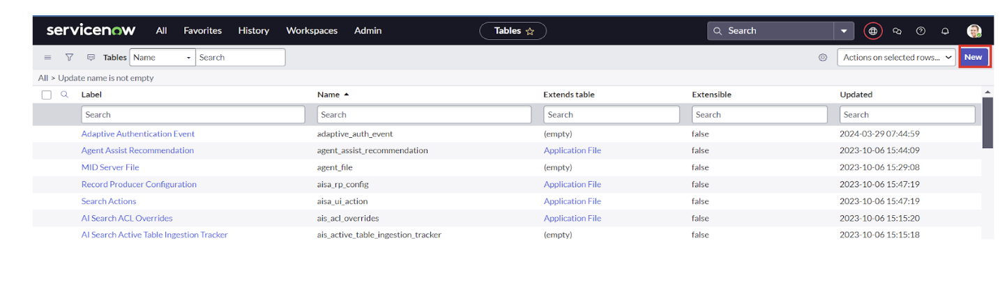 servicenow All Favorites History Workspaces Admin Tables Search
Tables Name Search Actions on selected rows... New
All > Update name is not empty
Label Name Extends table Extensible Updated
Search Search Search Search Search
Adaptive Authentication Event adaptive_auth_event (empty) false 2024-03-29 07:44:59
Agent Assist Recommendation agent_assist_recommendation Application File false 2023-10-06 15:44:09
MID Server File agent_file (empty) false 2023-10-06 15:29:08
Record Producer Configuration aisa_rp_config Application File false 2023-10-06 15:47:19
Search Actions aisa_ui_action Application File false 2023-10-06 15:47:19
AI Search ACL Overrides ais_acl_overrides Application File false 2023-10-06 15:15:20
AI Search Active Table Ingestion Tracker ais_active_table_ingestion_tracker (empty) false 2023-10-06 15:15:18